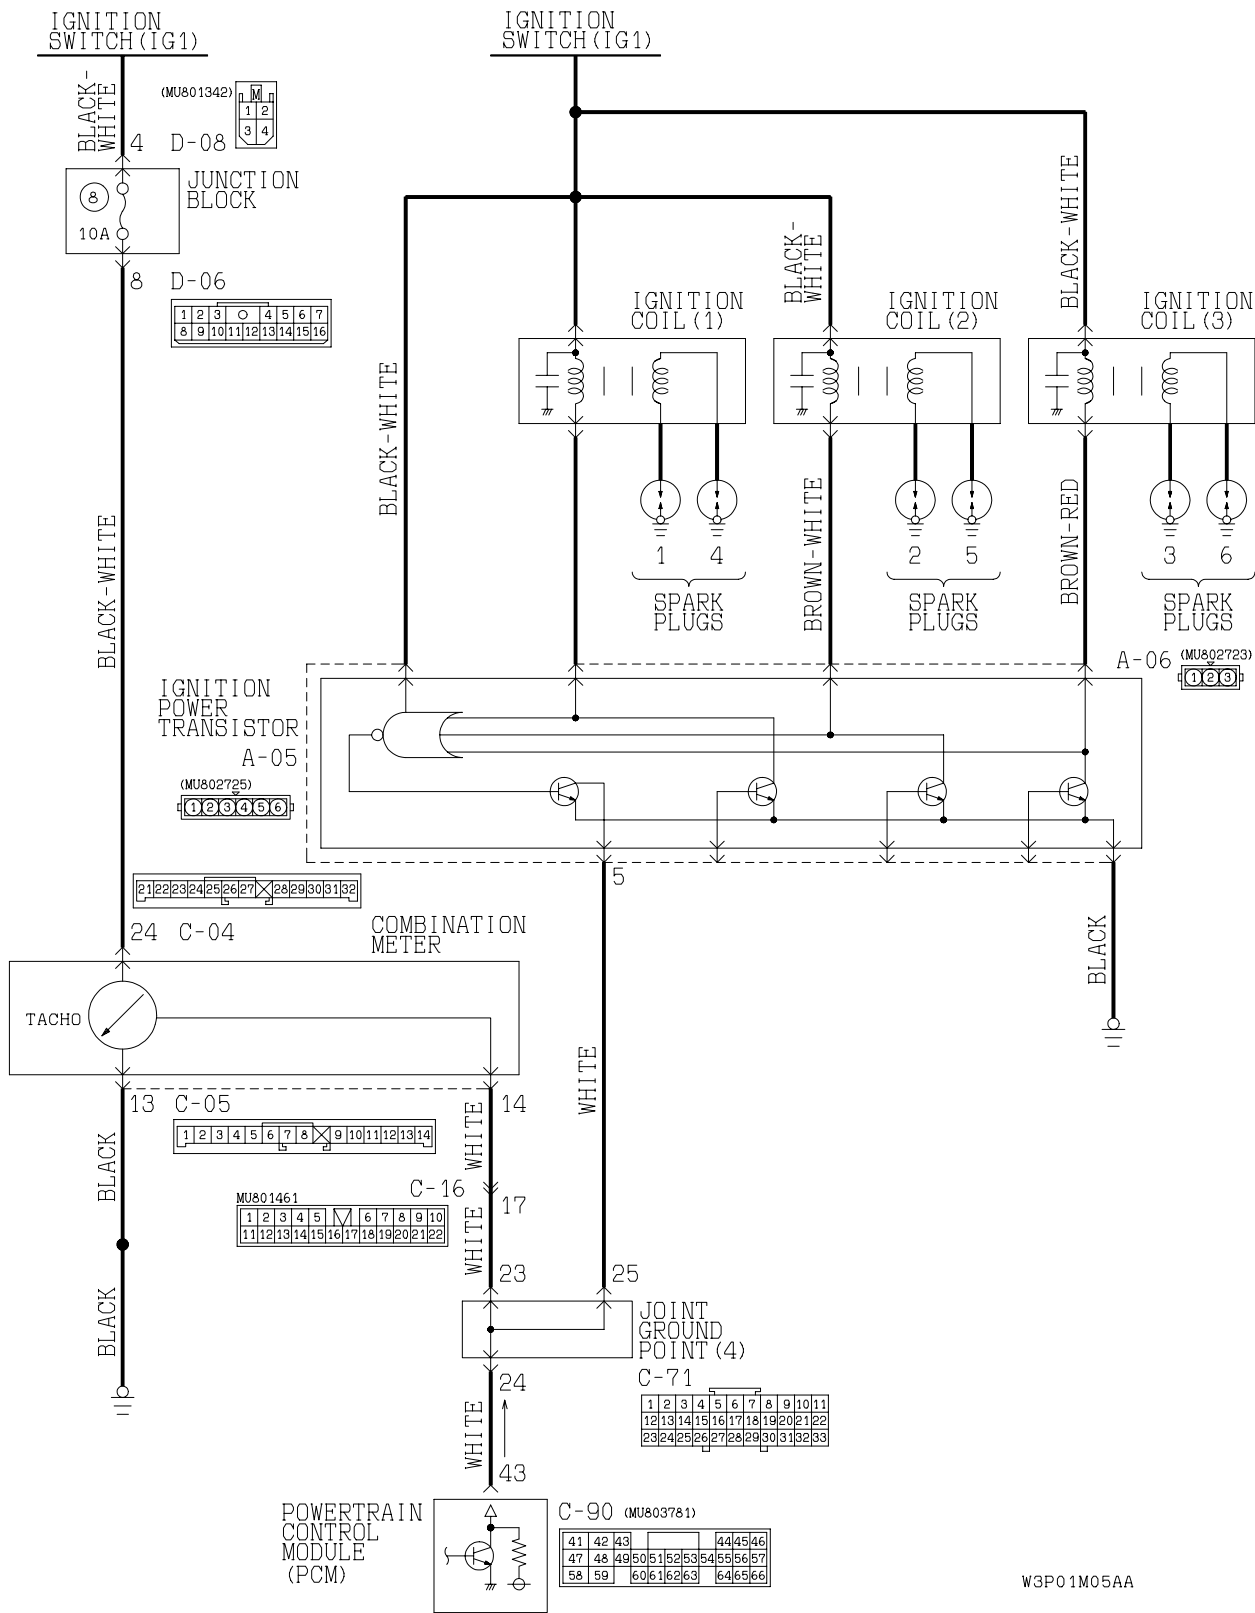 IGNITION
SWITCH(IG1)
IGNITION
SWITCH(IG1)
BLACK-
WHITE
(MU801342)
M
1 2
3 4
4 D-08
JUNCTION
BLOCK
8
10A
8 D-06
1 2 3 4 5 6 7
8 9 10 11 12 13 14 15 16
BLACK-
WHITE
BLACK-WHITE
IGNITION
COIL(1)
IGNITION
COIL(2)
IGNITION
COIL(3)
BLACK-WHITE
BLACK-WHITE
BROWN-WHITE
BROWN-RED
1 4
SPARK
PLUGS
2 5
SPARK
PLUGS
3 6
SPARK
PLUGS
A-06 (MU802723)
1 2 3
IGNITION
POWER
TRANSISTOR
A-05
(MU802725)
1 2 3 4 5 6
5
21 22 23 24 25 26 27 28 29 30 31 32
24 C-04
COMBINATION
METER
BLACK
TACHO
WHITE
13 C-05
14
1 2 3 4 5 6 7 8 9 10 11 12 13 14
BLACK
WHITE
C-16
17
MU801461
1 2 3 4 5 6 7 8 9 10
11 12 13 14 15 16 17 18 19 20 21 22
WHITE
23
25
BLACK
JOINT
GROUND
POINT(4)
C-71
24
1 2 3 4 5 6 7 8 9 10 11
12 13 14 15 16 17 18 19 20 21 22
23 24 25 26 27 28 29 30 31 32 33
WHITE
43
POWERTRAIN
CONTROL
MODULE
(PCM)
C-90 (MU803781)
41 42 43 44 45 46
47 48 49 50 51 52 53 54 55 56 57
58 59 60 61 62 63 64 65 66
W3P01M05AA